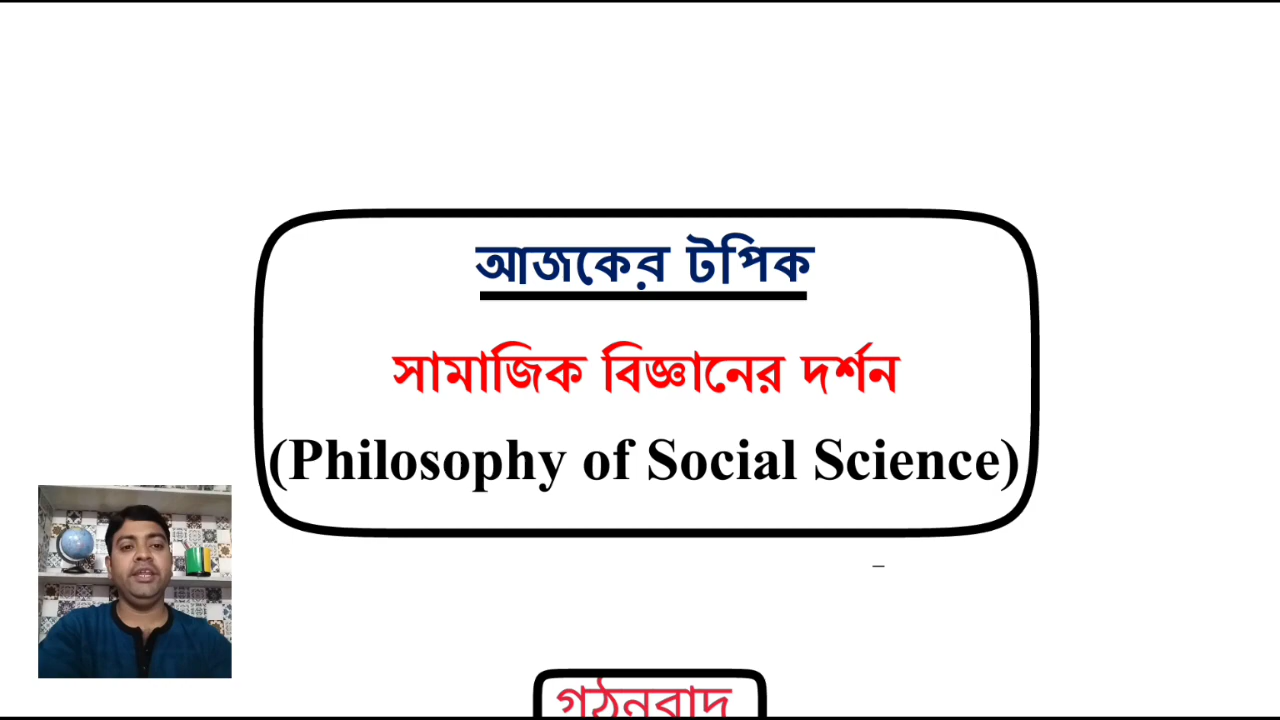 আজকের টপিক
সামাজিক বিজ্ঞানের দর্শন
(Philosophy of Social Science)
গঠনবাদ